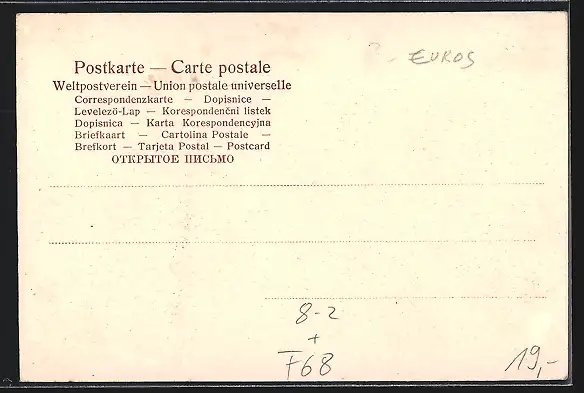 Postkarte — Carte postale
EUROS
Weltpostverein — Union postale universelle
Correspondenzkarte — Dopisnice —
Levelező-Lap — Korespondenční listek
Dopisnica — Karta Korespondencyjna
Briefkaart — Cartolina Postale —
Brefkort — Tarjeta Postal — Postcard
ОТКРЫТОЕ ПИСЬМО
8-2
+
F68
19,-